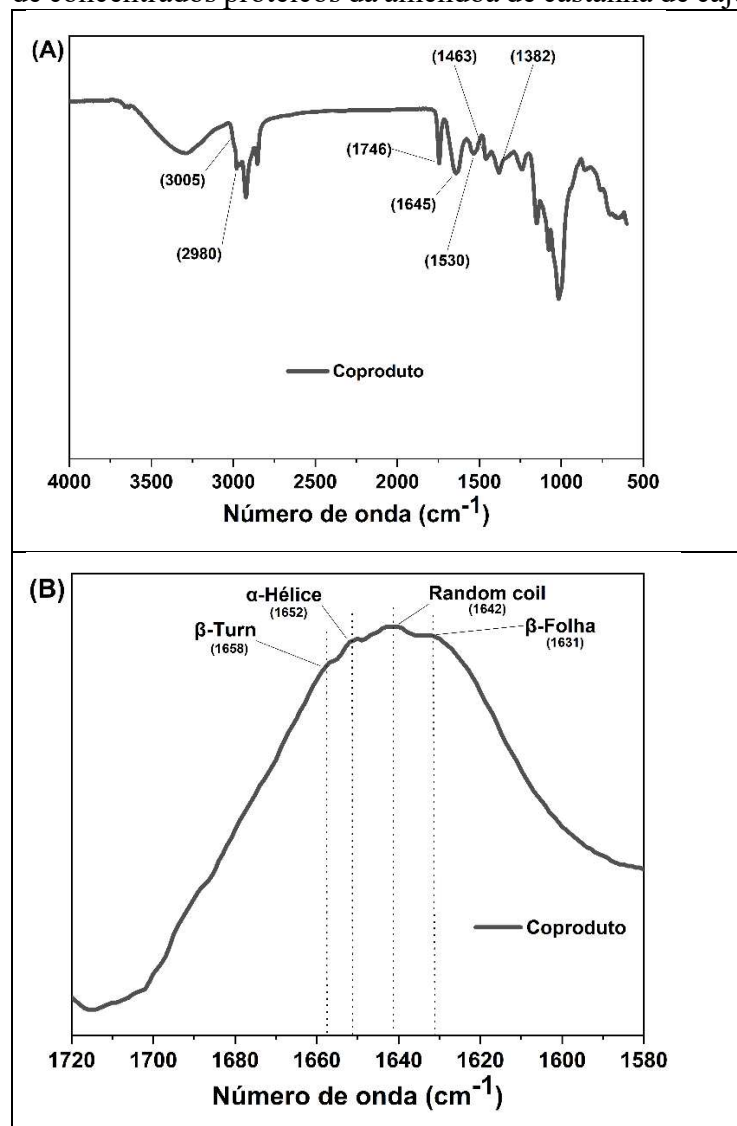 de concentrados proteicos da amêndoa de castanha de caju
(A)
(1463)
(1382)
(3005)
(1746)
(1645)
(2980)
(1530)
Coproduto
4000 3500 3000 2500 2000 1500 1000 500
Número de onda (cm-1)
(B)
α-Hélice
(1652)
Random coil
(1642)
β-Turn
(1658)
β-Folha
(1631)
Coproduto
1720 1700 1680 1660 1640 1620 1600 1580
Número de onda (cm-1)